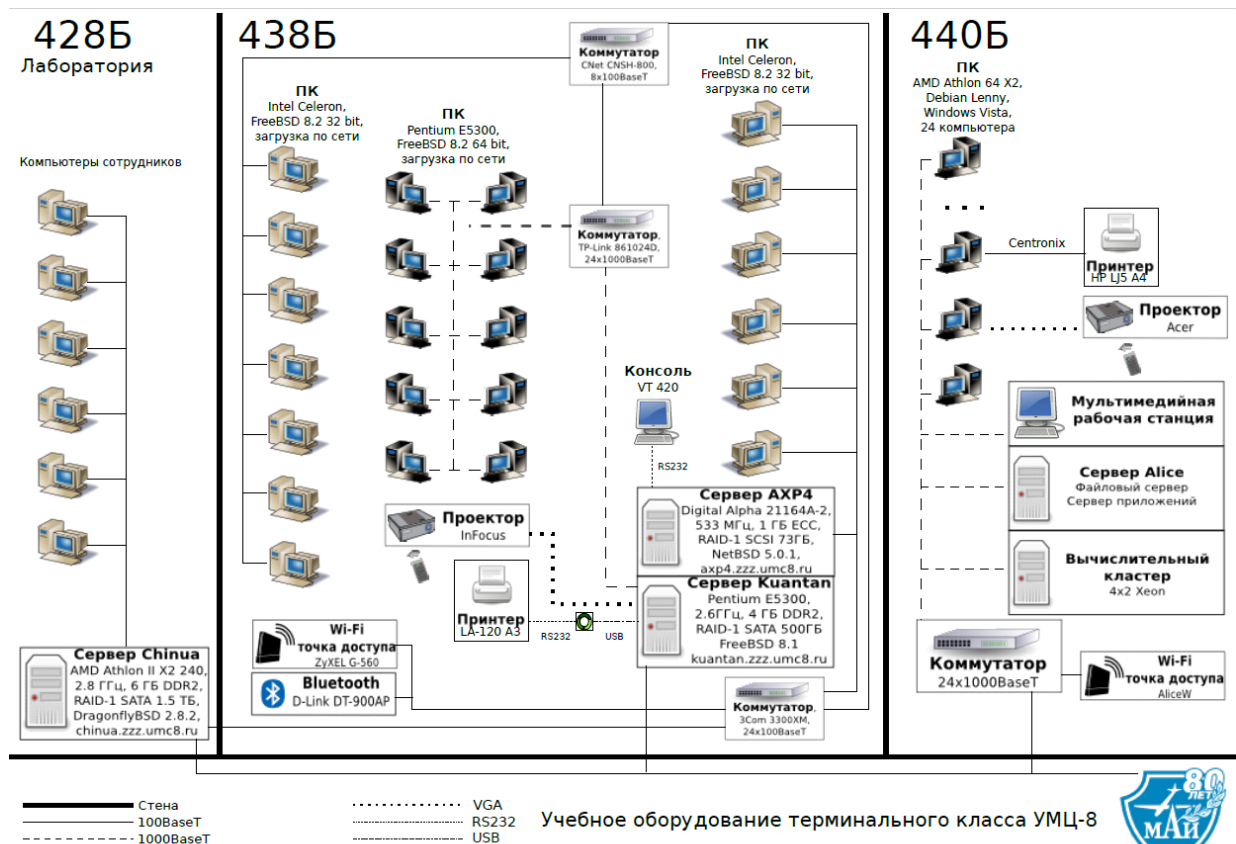 428Б
Лаборатория
Компьютеры сотрудников
Сервер Chinua
AMD Athlon II X2 240,
2.8 ГГц, 6 ГБ DDR2,
RAID-1 SATA 1.5 ТБ,
DragonflyBSD 2.8.2,
chinua.zzz.umc8.ru
438Б
Коммутатор
CNet CNSH-800,
8x100BaseT
ПК
Intel Celeron,
FreeBSD 8.2 32 bit,
загрузка по сети
ПК
Pentium E5300,
FreeBSD 8.2 64 bit,
загрузка по сети
ПК
Intel Celeron,
FreeBSD 8.2 32 bit,
загрузка по сети
Коммутатор,
TP-Link 861024D,
24x1000BaseT
Консоль
VT 420
RS232
Сервер AXP4
Digital Alpha 21164A-2,
533 МГц, 1 ГБ ECC,
RAID-1 SCSI 73ГБ,
NetBSD 5.0.1,
axp4.zzz.umc8.ru
Проектор
InFocus
Принтер
LA-120 A3
RS232
USB
Сервер Kuantan
Pentium E5300,
2.6ГГц, 4 ГБ DDR2,
RAID-1 SATA 500ГБ
FreeBSD 8.1
kuantan.zzz.umc8.ru
Wi-Fi
точка доступа
ZyXEL G-560
Bluetooth
D-Link DT-900AP
Коммутатор,
3Com 3300XM,
24x100BaseT
440Б
ПК
AMD Athlon 64 X2,
Debian Lenny,
Windows Vista,
24 компьютера
Centronix
Принтер
HP LJ5 A4
Проектор
Acer
Мультимедийная
рабочая станция
Сервер Alice
Файловый сервер
Сервер приложений
Вычислительный
кластер
4x2 Xeon
Коммутатор
24x1000BaseT
Wi-Fi
точка доступа
AliceW
Стена
100BaseT
1000BaseT
VGA
RS232
USB
Учебное оборудование терминального класса УМЦ-8
80
ЛЕТ
МАИ